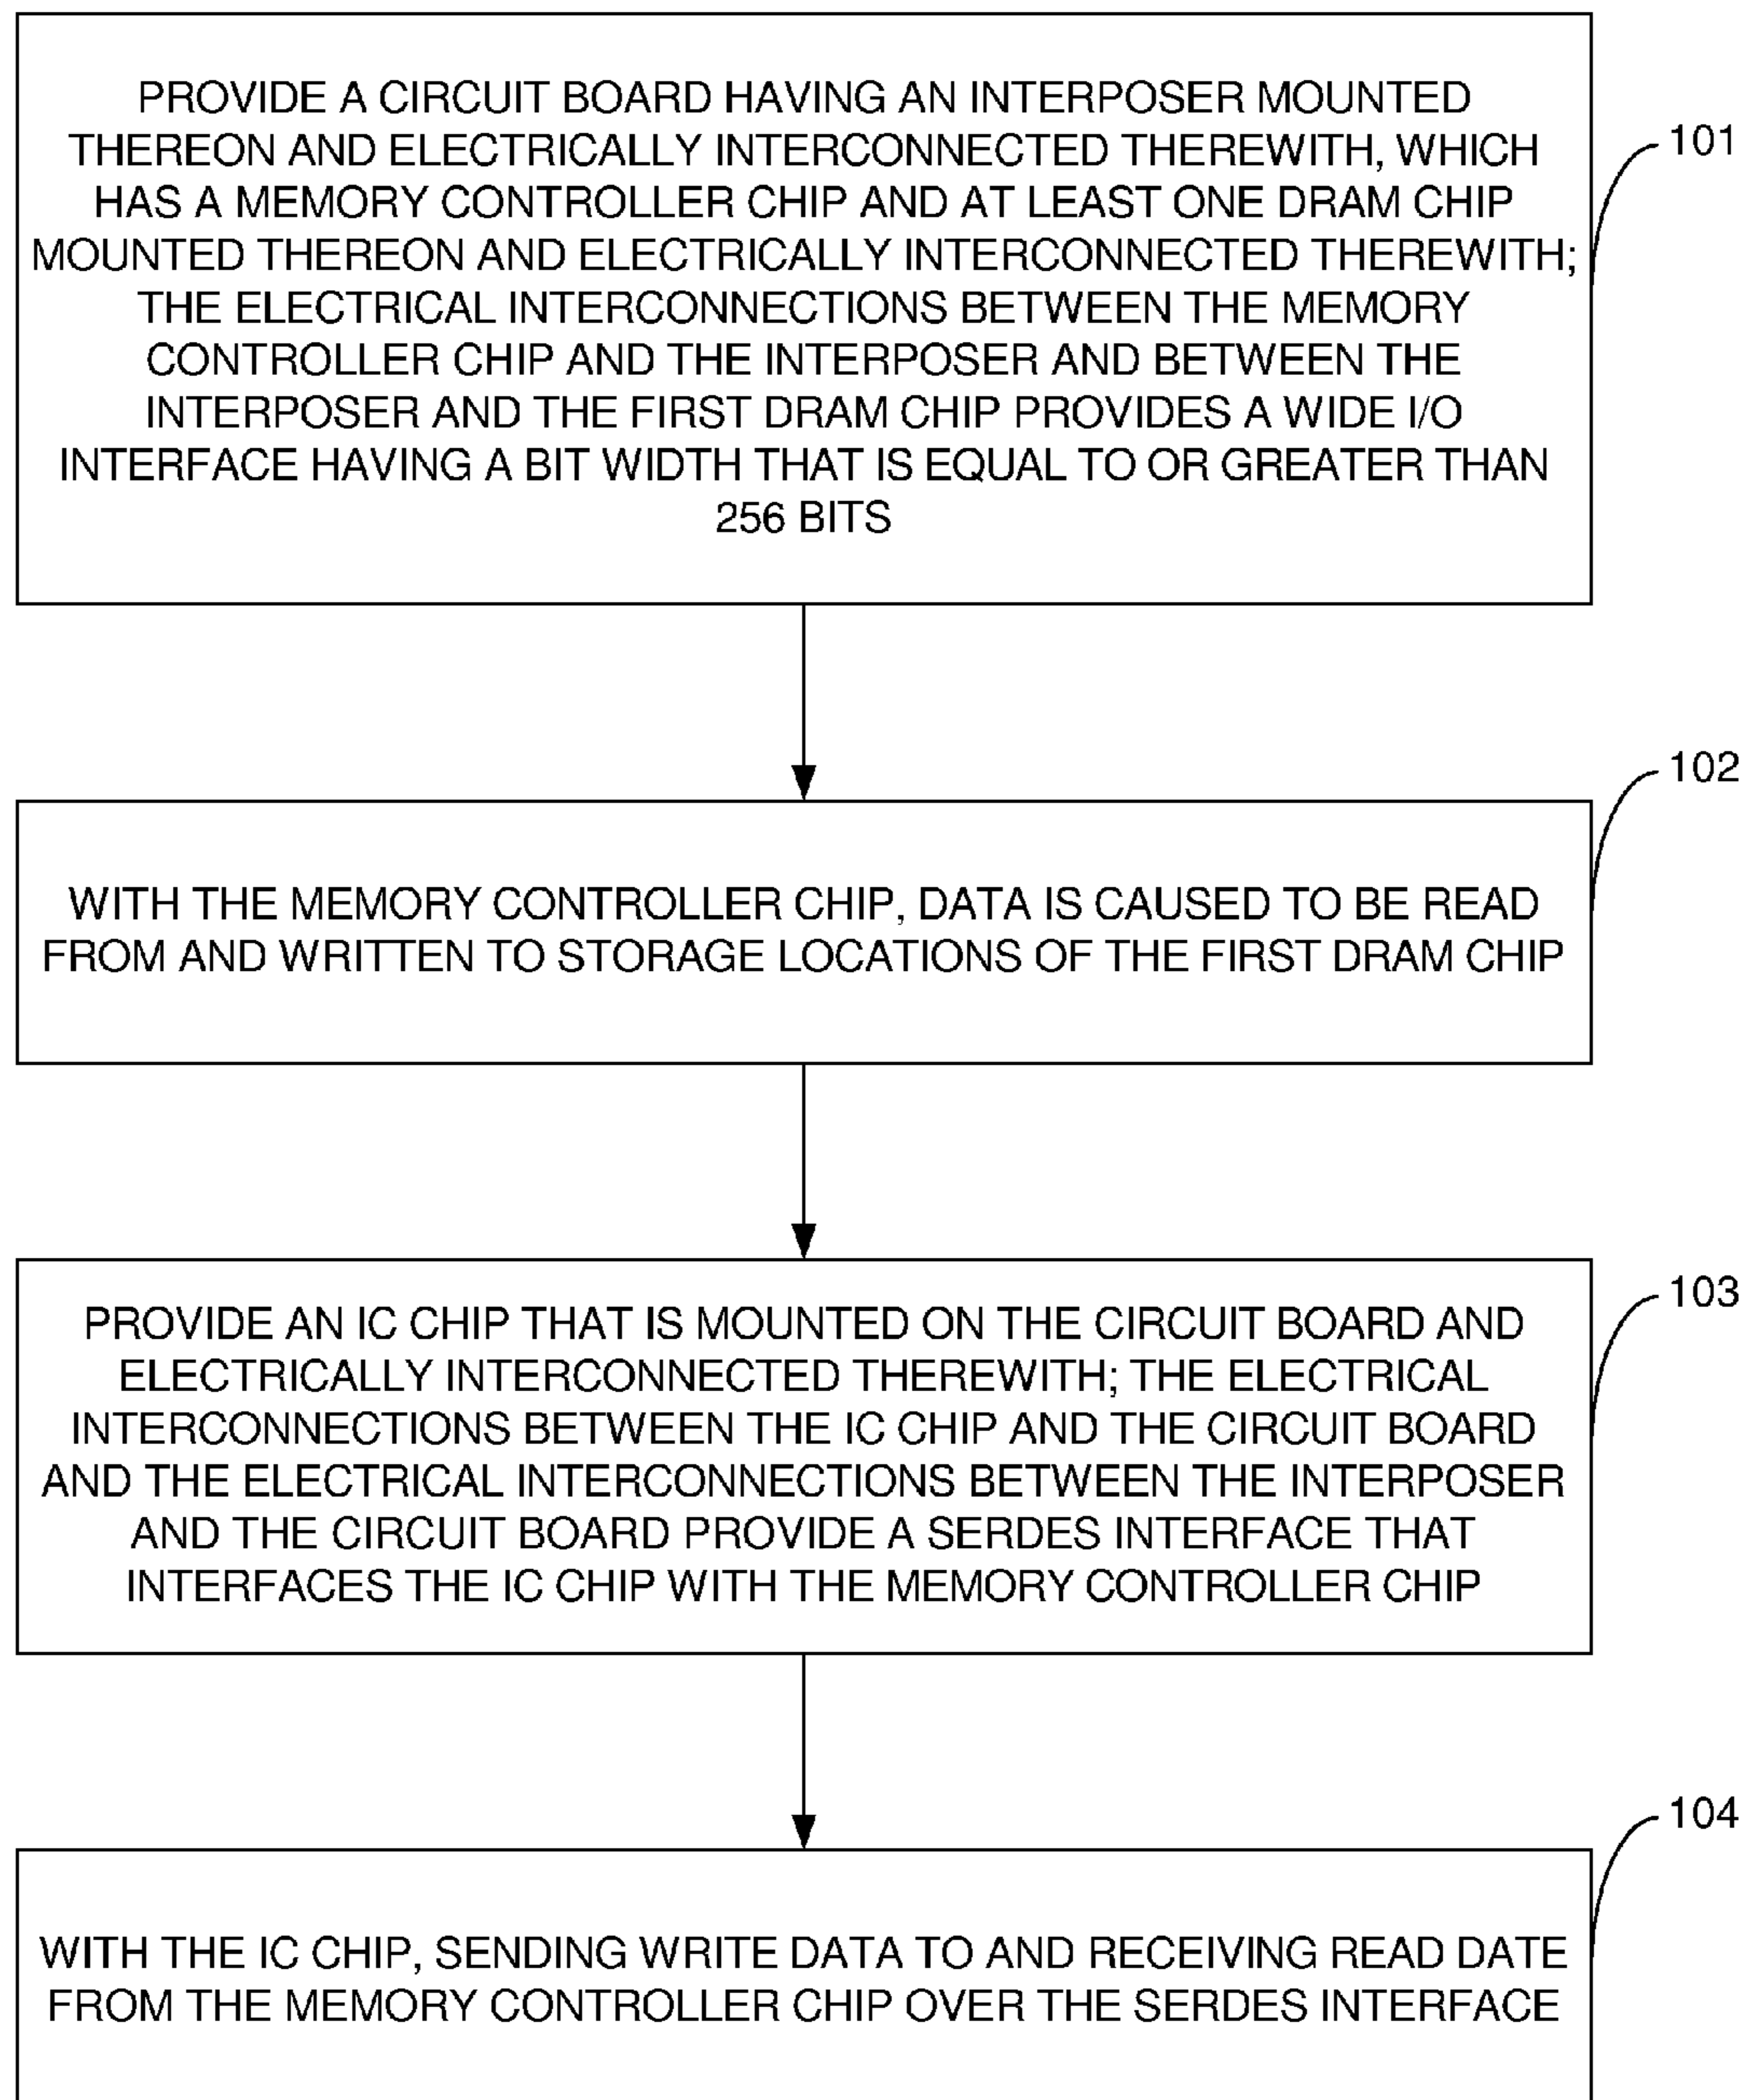 PROVIDE A CIRCUIT BOARD HAVING AN INTERPOSER MOUNTED
THEREON AND ELECTRICALLY INTERCONNECTED THEREWITH, WHICH
HAS A MEMORY CONTROLLER CHIP AND AT LEAST ONE DRAM CHIP
MOUNTED THEREON AND ELECTRICALLY INTERCONNECTED THEREWITH;
THE ELECTRICAL INTERCONNECTIONS BETWEEN THE MEMORY
CONTROLLER CHIP AND THE INTERPOSER AND BETWEEN THE
INTERPOSER AND THE FIRST DRAM CHIP PROVIDES A WIDE I/O
INTERFACE HAVING A BIT WIDTH THAT IS EQUAL TO OR GREATER THAN
256 BITS
101
WITH THE MEMORY CONTROLLER CHIP, DATA IS CAUSED TO BE READ
FROM AND WRITTEN TO STORAGE LOCATIONS OF THE FIRST DRAM CHIP
102
PROVIDE AN IC CHIP THAT IS MOUNTED ON THE CIRCUIT BOARD AND
ELECTRICALLY INTERCONNECTED THEREWITH; THE ELECTRICAL
INTERCONNECTIONS BETWEEN THE IC CHIP AND THE CIRCUIT BOARD
AND THE ELECTRICAL INTERCONNECTIONS BETWEEN THE INTERPOSER
AND THE CIRCUIT BOARD PROVIDE A SERDES INTERFACE THAT
INTERFACES THE IC CHIP WITH THE MEMORY CONTROLLER CHIP
103
WITH THE IC CHIP, SENDING WRITE DATA TO AND RECEIVING READ DATE
FROM THE MEMORY CONTROLLER CHIP OVER THE SERDES INTERFACE
104